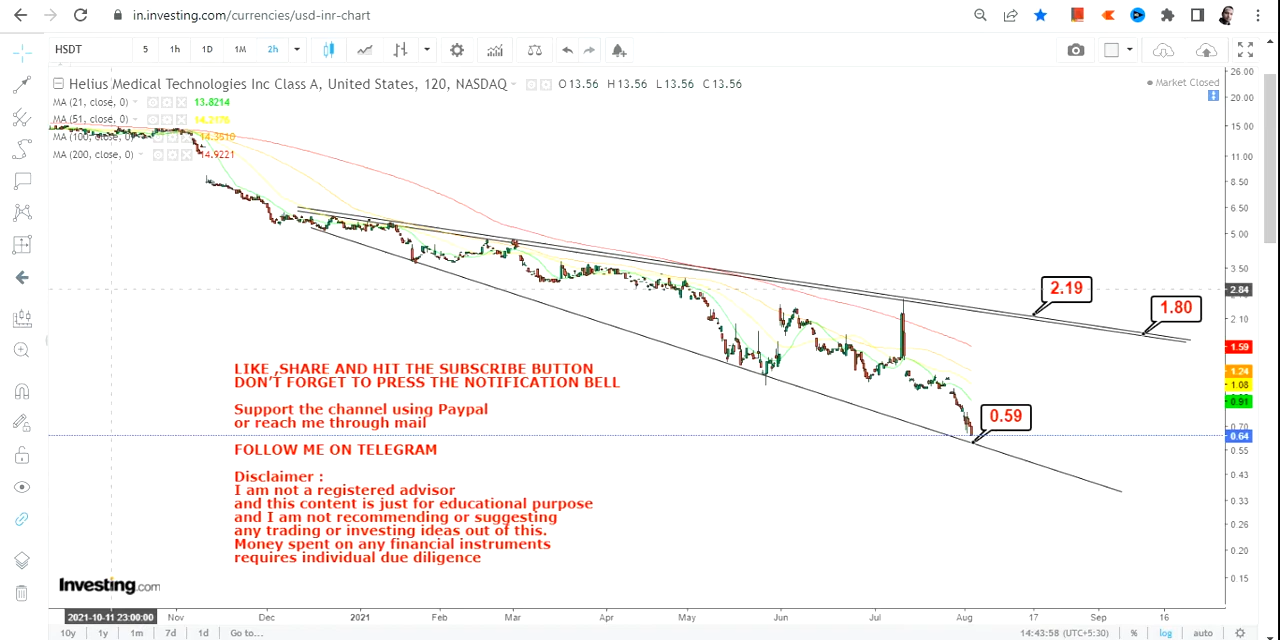 in.investing.com/currencies/usd-inr-chart
HSDT 5 1h 1D 1M 2h
Helius Medical Technologies Inc Class A, United States, 120, NASDAQ O 13.56 H 13.56 L 13.56 C 13.56
Market Closed
MA (21, close, 0) 13.8214
MA (51, close, 0)
MA (100, close, 0) 14.3510
MA (200, close, 0) 14.9221
26.00
20.00
15.00
11.00
8.50
6.50
5.00
3.50
2.84
2.10
1.59
1.24
1.08
0.91
0.70
0.64
0.55
0.43
0.33
0.26
0.20
0.15
2.19
1.80
0.59
LIKE ,SHARE AND HIT THE SUBSCRIBE BUTTON
DON'T FORGET TO PRESS THE NOTIFICATION BELL
Support the channel using Paypal
or reach me through mail
FOLLOW ME ON TELEGRAM
Disclaimer :
I am not a registered advisor
and this content is just for educational purpose
and I am not recommending or suggesting
any trading or investing ideas out of this.
Money spent on any financial instruments
requires individual due diligence
Investing.com
2021-10-11 23:00:00 Nov Dec 2021 Feb Mar Apr May Jun Jul Aug 17 Sep 16
10y 1y 1m 7d 1d Go to... 14:43:58 (UTC+5:30) % log auto